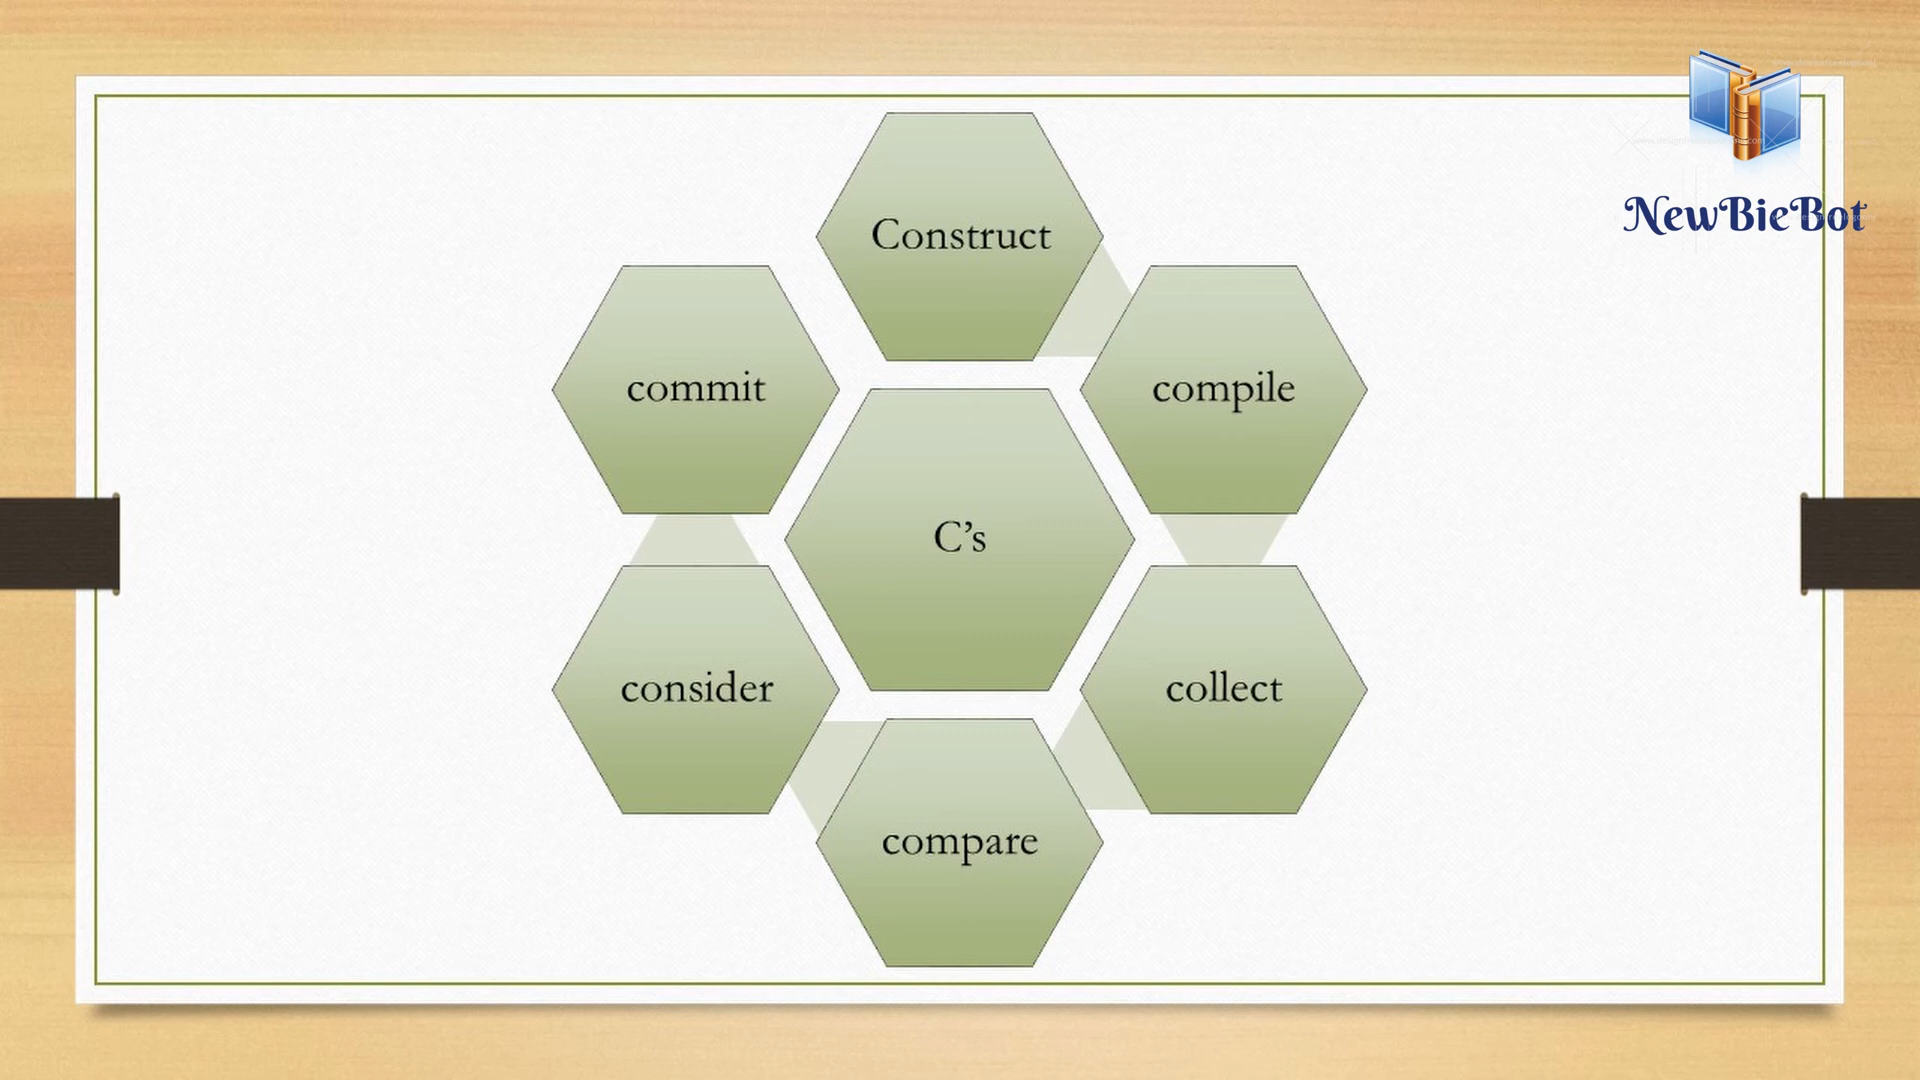 NewBieBot
Construct
commit
compile
C’s
consider
collect
compare